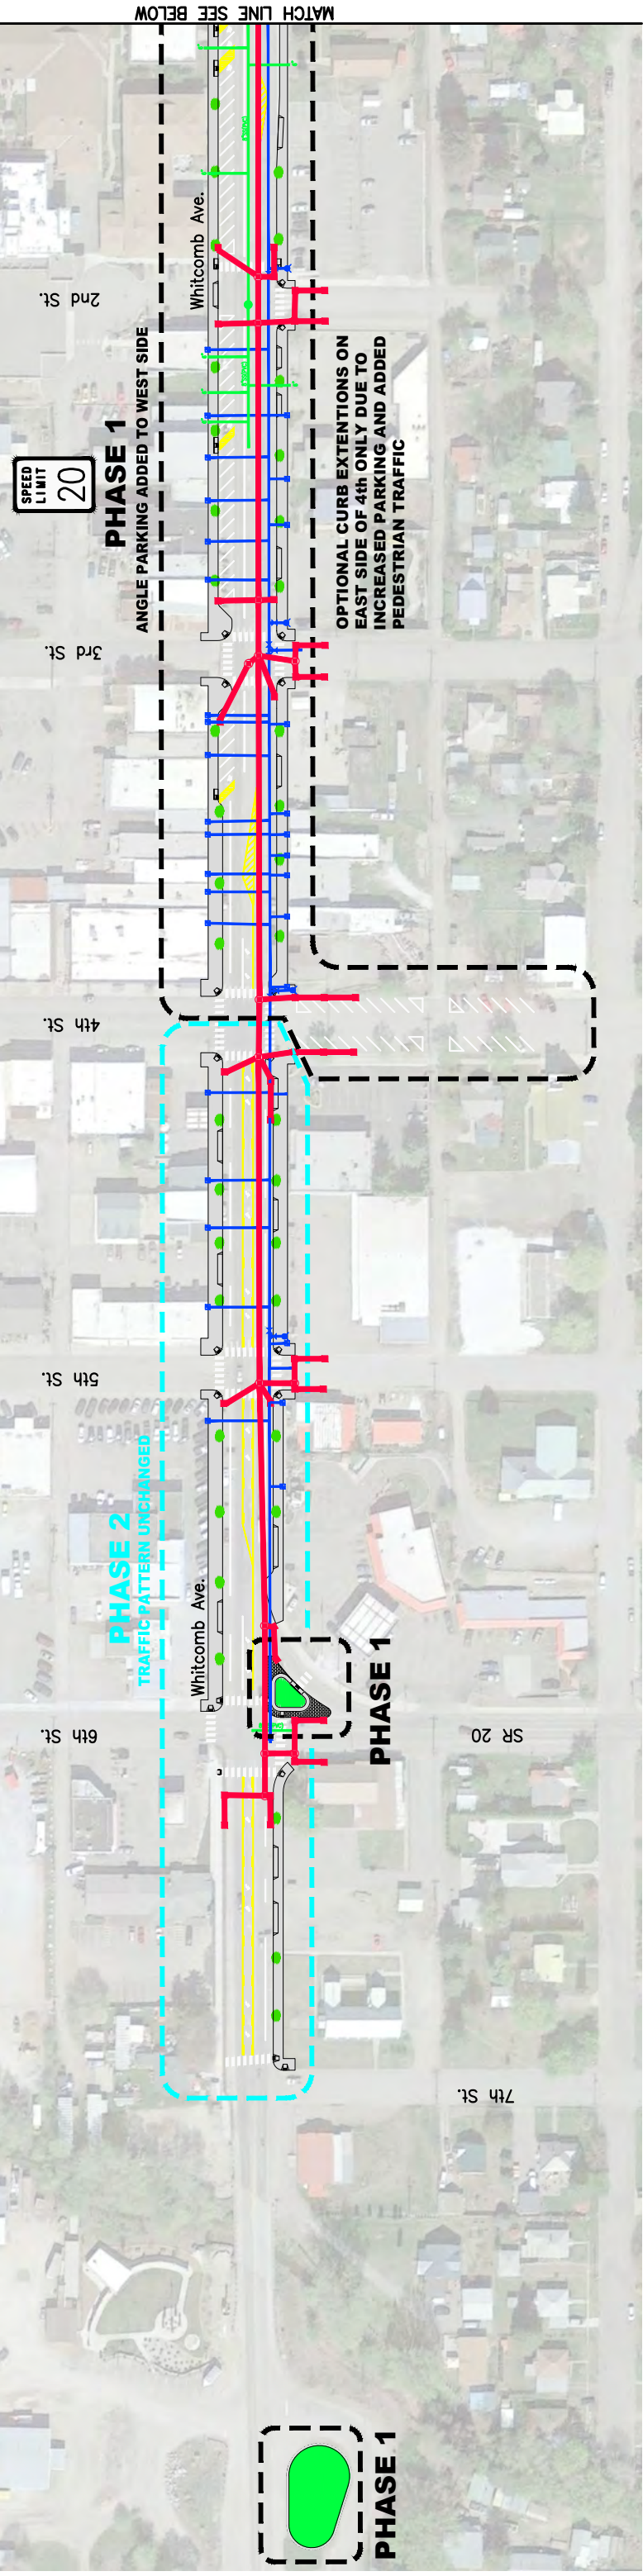 MATCH LINE SEE BELOW
Whitcomb Ave.
2nd St.
SPEED
LIMIT
20
PHASE 1
ANGLE PARKING ADDED TO WEST SIDE
OPTIONAL CURB EXTENTIONS ON
EAST SIDE OF 4th ONLY DUE TO
INCREASED PARKING AND ADDED
PEDESTRIAN TRAFFIC
3rd St.
4th St.
5th St.
PHASE 2
TRAFFIC PATTERN UNCHANGED
Whitcomb Ave.
PHASE 1
6th St.
SR 20
7th St.
PHASE 1